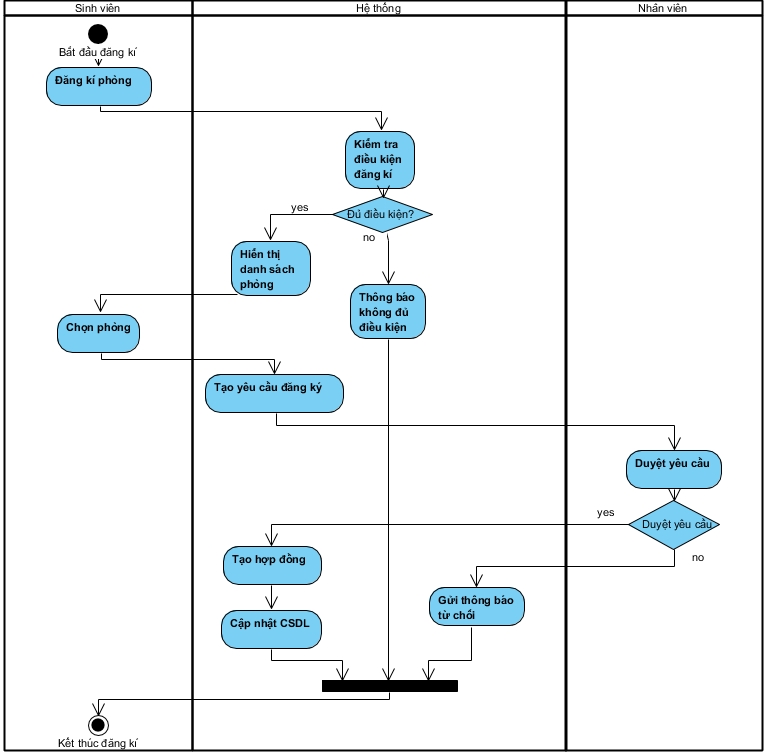 Sinh viên
Hệ thống
Nhân viên
Bắt đầu đăng kí
Đăng kí phòng
Kiểm tra
điều kiện
đăng kí
Đủ điều kiện?
yes
no
Hiển thị
danh sách
phòng
Thông báo
không đủ
điều kiện
Chọn phòng
Tạo yêu cầu đăng ký
Duyệt yêu cầu
Duyệt yêu cầu
yes
no
Tạo hợp đồng
Gửi thông báo
từ chối
Cập nhật CSDL
Kết thúc đăng kí